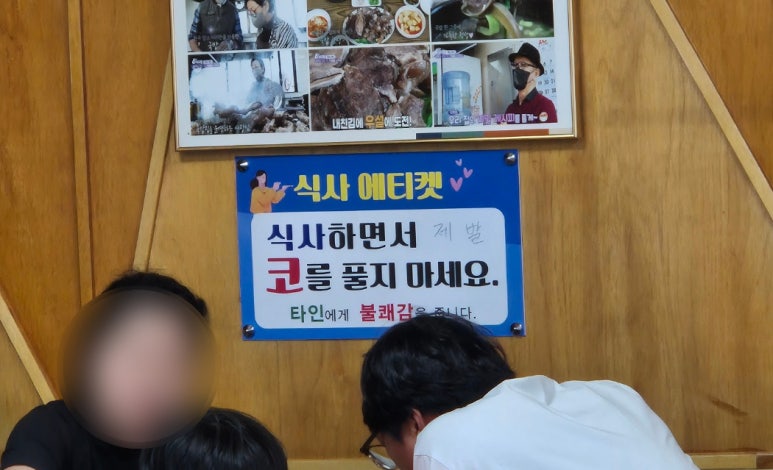 내친김에 우설에 도전!
식사 에티켓
식사하면서 제발
코를 풀지 마세요.
타인에게 불쾌감을 줍니다.